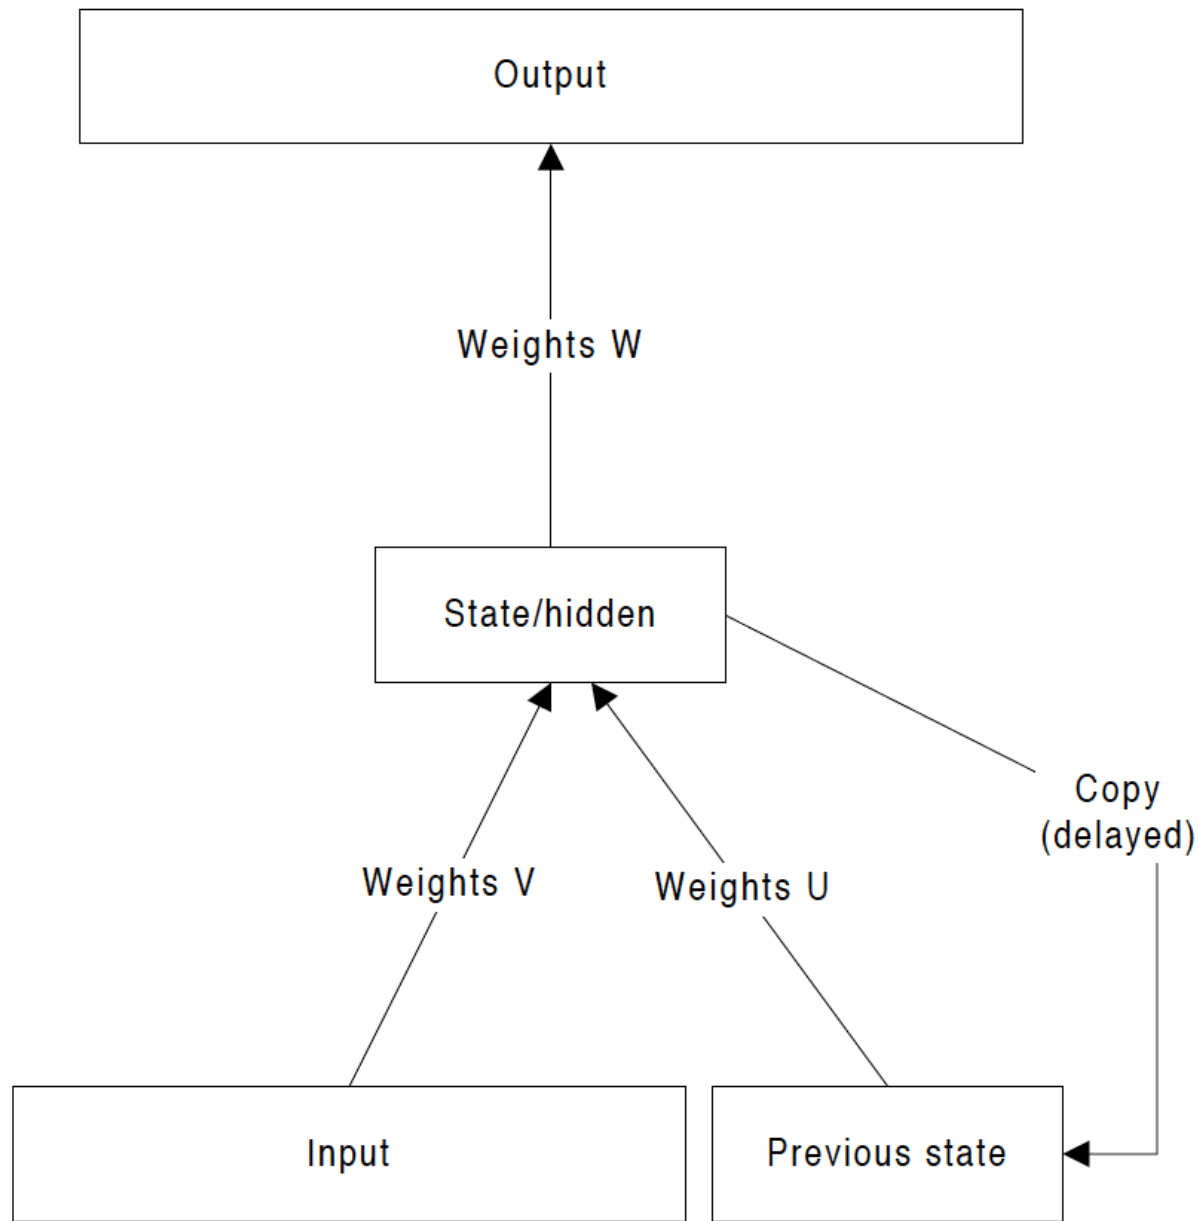 Output
Weights W
State/hidden
Copy
(delayed)
Weights V
Weights U
Input
Previous state